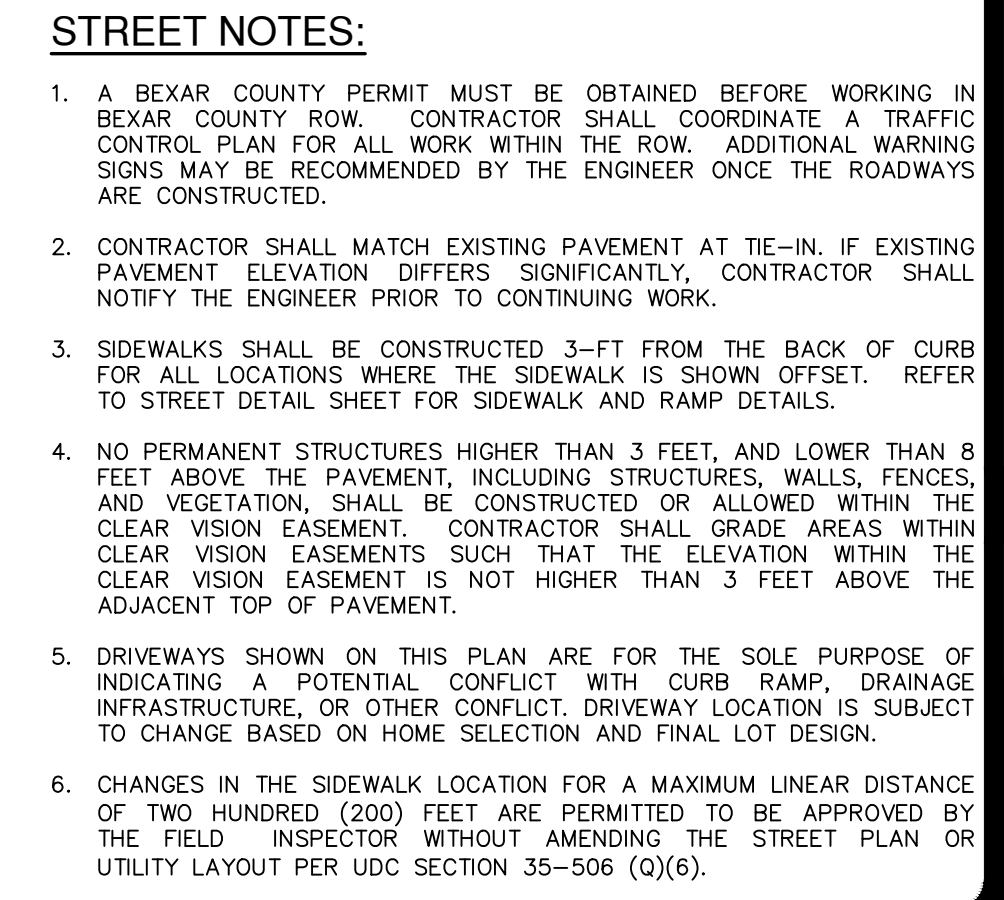 STREET NOTES:
1. A BEXAR COUNTY PERMIT MUST BE OBTAINED BEFORE WORKING IN
BEXAR COUNTY ROW. CONTRACTOR SHALL COORDINATE A TRAFFIC
CONTROL PLAN FOR ALL WORK WITHIN THE ROW. ADDITIONAL WARNING
SIGNS MAY BE RECOMMENDED BY THE ENGINEER ONCE THE ROADWAYS
ARE CONSTRUCTED.
2. CONTRACTOR SHALL MATCH EXISTING PAVEMENT AT TIE-IN. IF EXISTING
PAVEMENT ELEVATION DIFFERS SIGNIFICANTLY, CONTRACTOR SHALL
NOTIFY THE ENGINEER PRIOR TO CONTINUING WORK.
3. SIDEWALKS SHALL BE CONSTRUCTED 3-FT FROM THE BACK OF CURB
FOR ALL LOCATIONS WHERE THE SIDEWALK IS SHOWN OFFSET. REFER
TO STREET DETAIL SHEET FOR SIDEWALK AND RAMP DETAILS.
4. NO PERMANENT STRUCTURES HIGHER THAN 3 FEET, AND LOWER THAN 8
FEET ABOVE THE PAVEMENT, INCLUDING STRUCTURES, WALLS, FENCES,
AND VEGETATION, SHALL BE CONSTRUCTED OR ALLOWED WITHIN THE
CLEAR VISION EASEMENT. CONTRACTOR SHALL GRADE AREAS WITHIN
CLEAR VISION EASEMENTS SUCH THAT THE ELEVATION WITHIN THE
CLEAR VISION EASEMENT IS NOT HIGHER THAN 3 FEET ABOVE THE
ADJACENT TOP OF PAVEMENT.
5. DRIVEWAYS SHOWN ON THIS PLAN ARE FOR THE SOLE PURPOSE OF
INDICATING A POTENTIAL CONFLICT WITH CURB RAMP, DRAINAGE
INFRASTRUCTURE, OR OTHER CONFLICT. DRIVEWAY LOCATION IS SUBJECT
TO CHANGE BASED ON HOME SELECTION AND FINAL LOT DESIGN.
6. CHANGES IN THE SIDEWALK LOCATION FOR A MAXIMUM LINEAR DISTANCE
OF TWO HUNDRED (200) FEET ARE PERMITTED TO BE APPROVED BY
THE FIELD INSPECTOR WITHOUT AMENDING THE STREET PLAN OR
UTILITY LAYOUT PER UDC SECTION 35-506 (Q)(6).